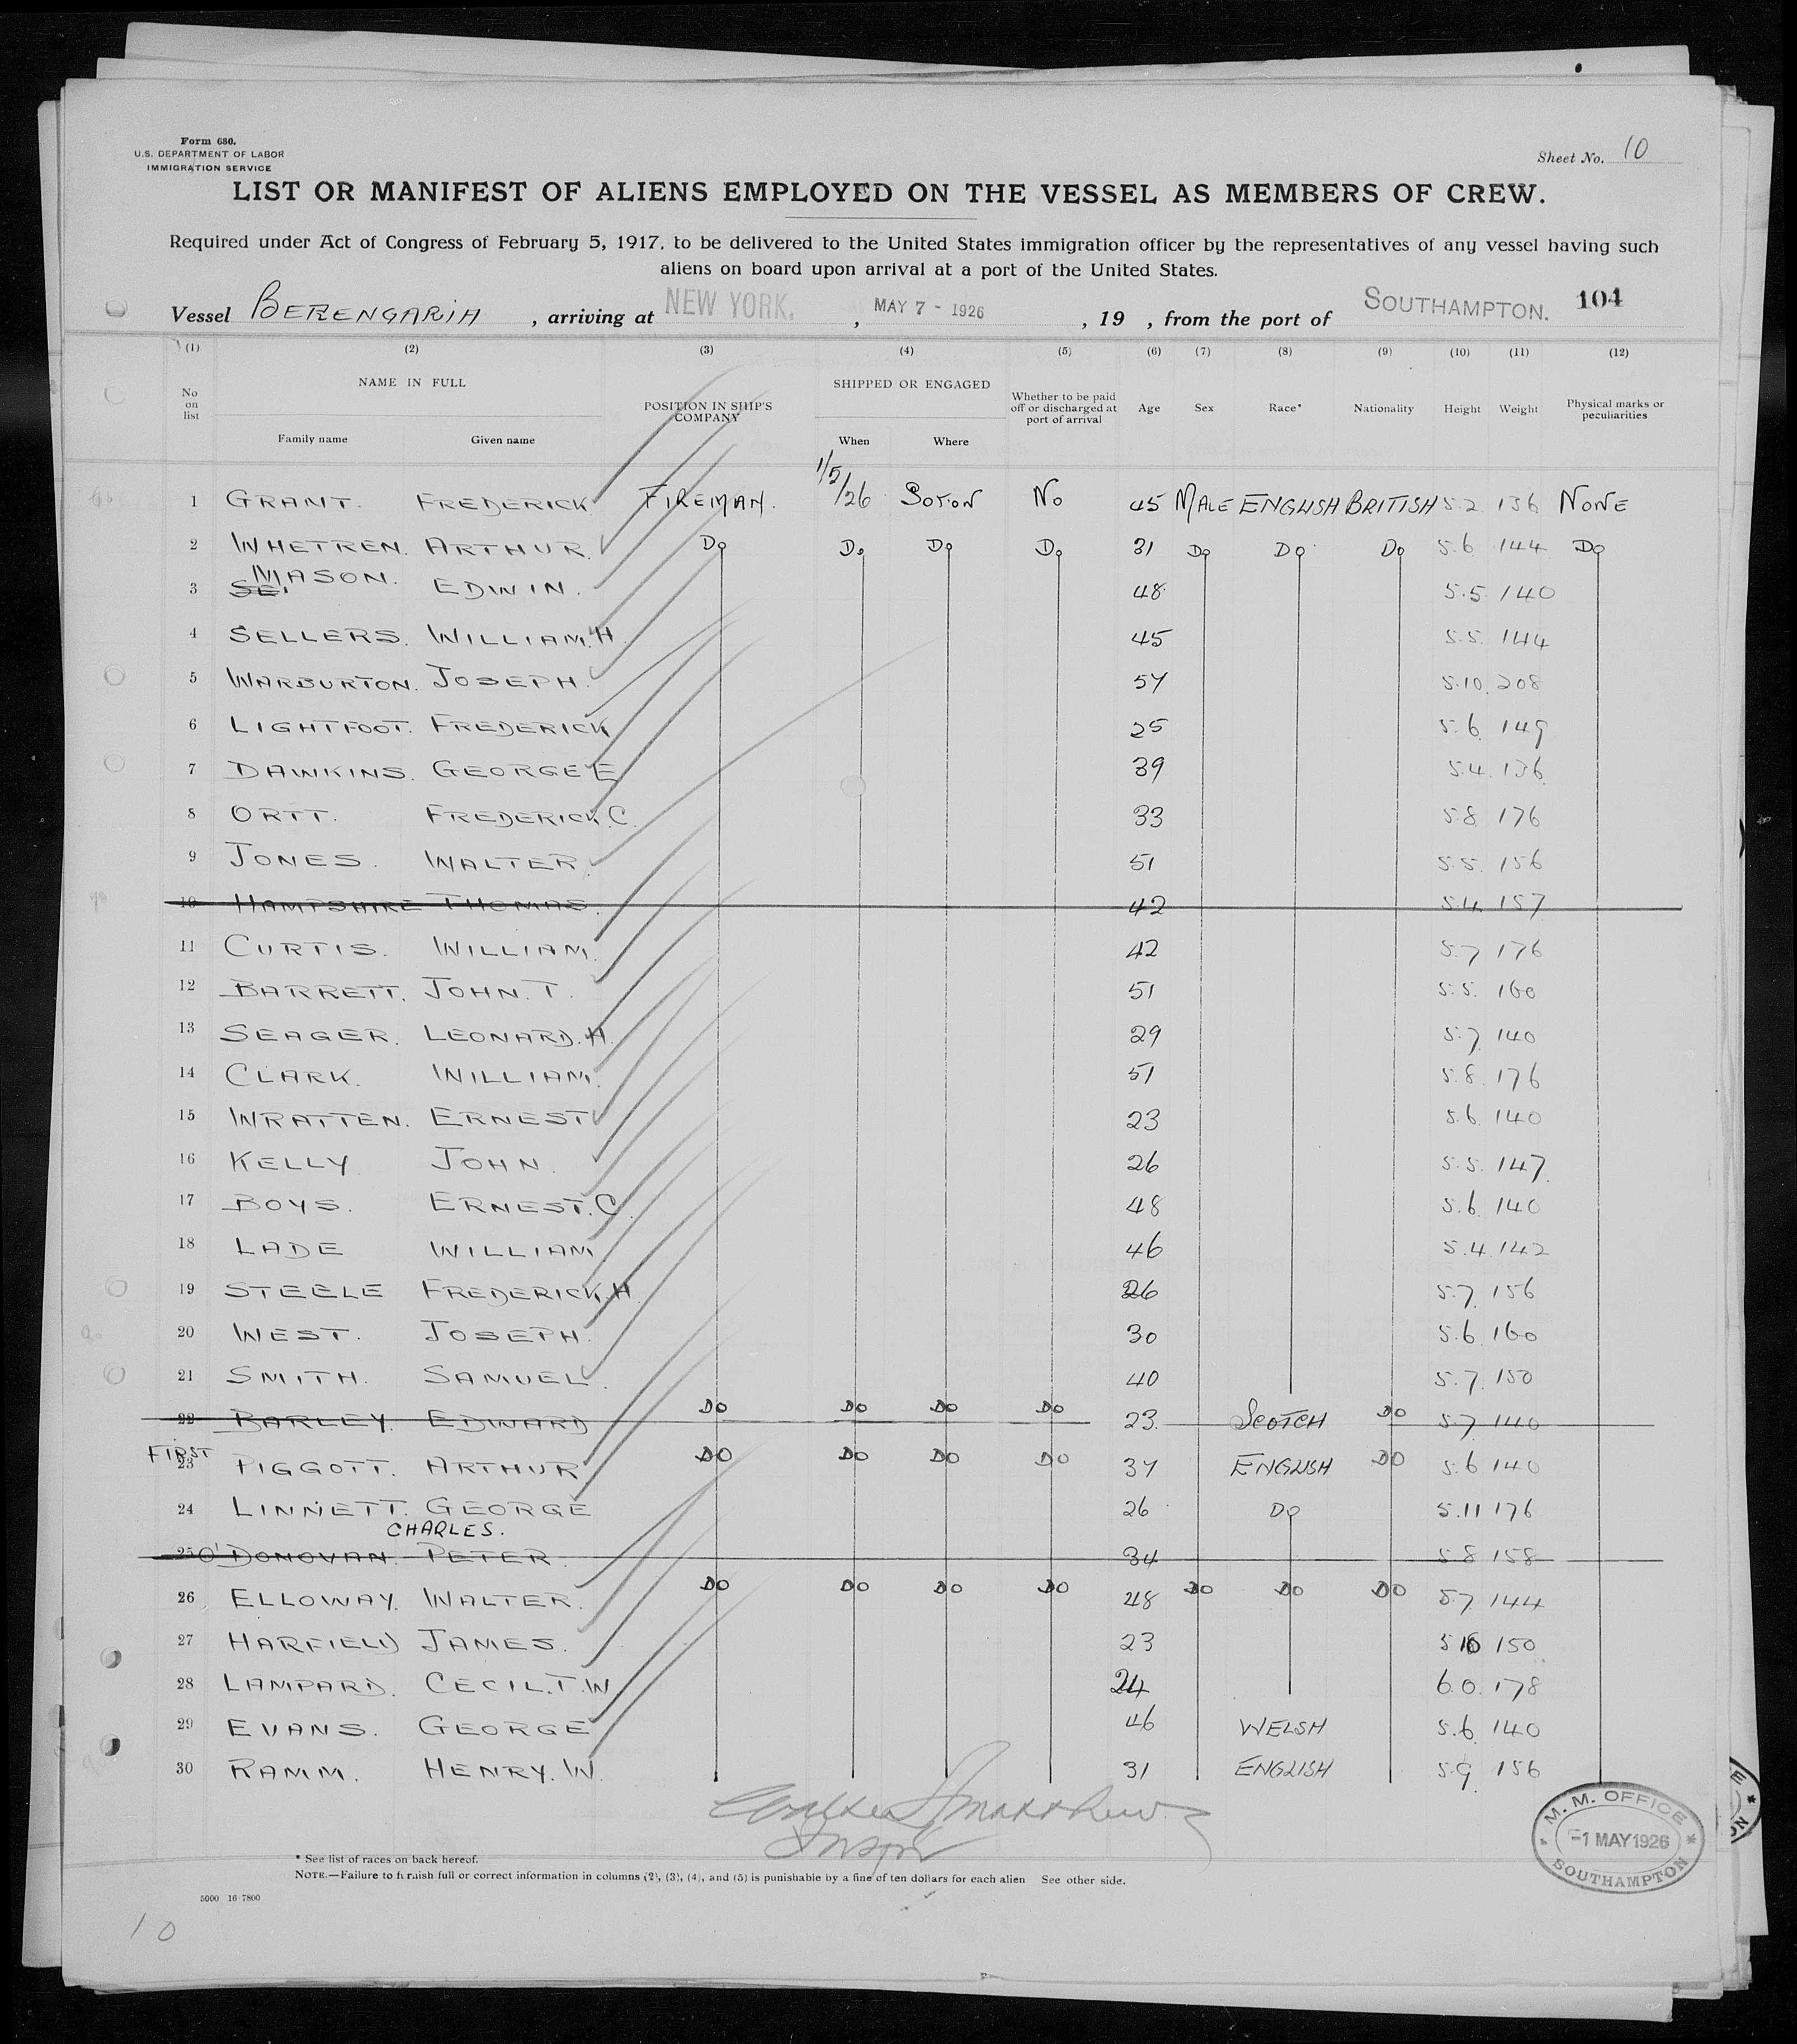 Form 680.
U.S. DEPARTMENT OF LABOR
IMMIGRATION SERVICE
Sheet No. 10
LIST OR MANIFEST OF ALIENS EMPLOYED ON THE VESSEL AS MEMBERS OF CREW.
Required under Act of Congress of February 5, 1917, to be delivered to the United States immigration officer by the representatives of any vessel having such
aliens on board upon arrival at a port of the United States.
Vessel BERENGARIA , arriving at NEW YORK. , MAY 7 - 1926 , 19 , from the port of SOUTHAMPTON. 104
(1) (2) (3) (4) (5) (6) (7) (8) (9) (10) (11) (12)
No on list NAME IN FULL POSITION IN SHIP'S COMPANY SHIPPED OR ENGAGED Whether to be paid off or discharged at port of arrival Age Sex Race* Nationality Height Weight Physical marks or peculiarities
Family name Given name When Where
1 GRANT. FREDERICK FIREMAN. 1/5/26 SOTON NO 45 MALE ENGLISH BRITISH 5.2 136 NONE
2 WHETREN. ARTHUR. DO DO DO DO 31 DO DO DO 5.6 144 DO
3 SE. MASON. EDWIN. 48 5.5 140
4 SELLERS. WILLIAM.H 45 5.5. 144
5 WARBURTON. JOSEPH. 57 5.10. 208
6 LIGHTFOOT. FREDERICK 25 5.6 149
7 DAWKINS. GEORGE E 39 5.4. 136
8 ORTT. FREDERICK.C. 33 5.8 176
9 JONES. WALTER. 51 5.5. 156
10 HAMPSHIRE THOMAS. 42 5.4. 157
11 CURTIS. WILLIAM. 42 5.7 176
12 BARRETT. JOHN.T. 51 5.5. 160
13 SEAGER. LEONARD.H. 29 5.7 140
14 CLARK. WILLIAM. 51 5.8. 176
15 WRATTEN. ERNEST 23 5.6 140
16 KELLY. JOHN. 26 5.5. 147
17 BOYS. ERNEST.C. 48 5.6. 140
18 LADE WILLIAM 46 5.4. 142
19 STEELE FREDERICK.H 26 5.7. 156
20 WEST. JOSEPH. 30 5.6 160
21 SMITH. SAMUEL. 40 5.7. 150
22 BARLEY. EDWARD DO DO DO DO 23. SCOTCH DO 5.7 140
FIRST
23 PIGGOTT. ARTHUR DO DO DO DO 37 ENGLISH DO 5.6 140
24 LINNETT. GEORGE 26 DO 5.11 176
CHARLES.
25 O'DONOVAN. PETER. 34 5.8 158
26 ELLOWAY. WALTER. DO DO DO DO 48 DO DO DO 5.7 144
27 HARFIELD JAMES. 23 150
28 LAMPARD. CECIL.T.W 24 6.0. 178
29 EVANS. GEORGE 46 WELSH 5.6 140
30 RAMM. HENRY.W. 31 ENGLISH 5.9. 156
M. M. OFFICE
-1 MAY 1926
SOUTHAMPTON
* See list of races on back hereof.
NOTE.—Failure to furnish full or correct information in columns (2), (3), (4), and (5) is punishable by a fine of ten dollars for each alien See other side.
5000 16-7800
10